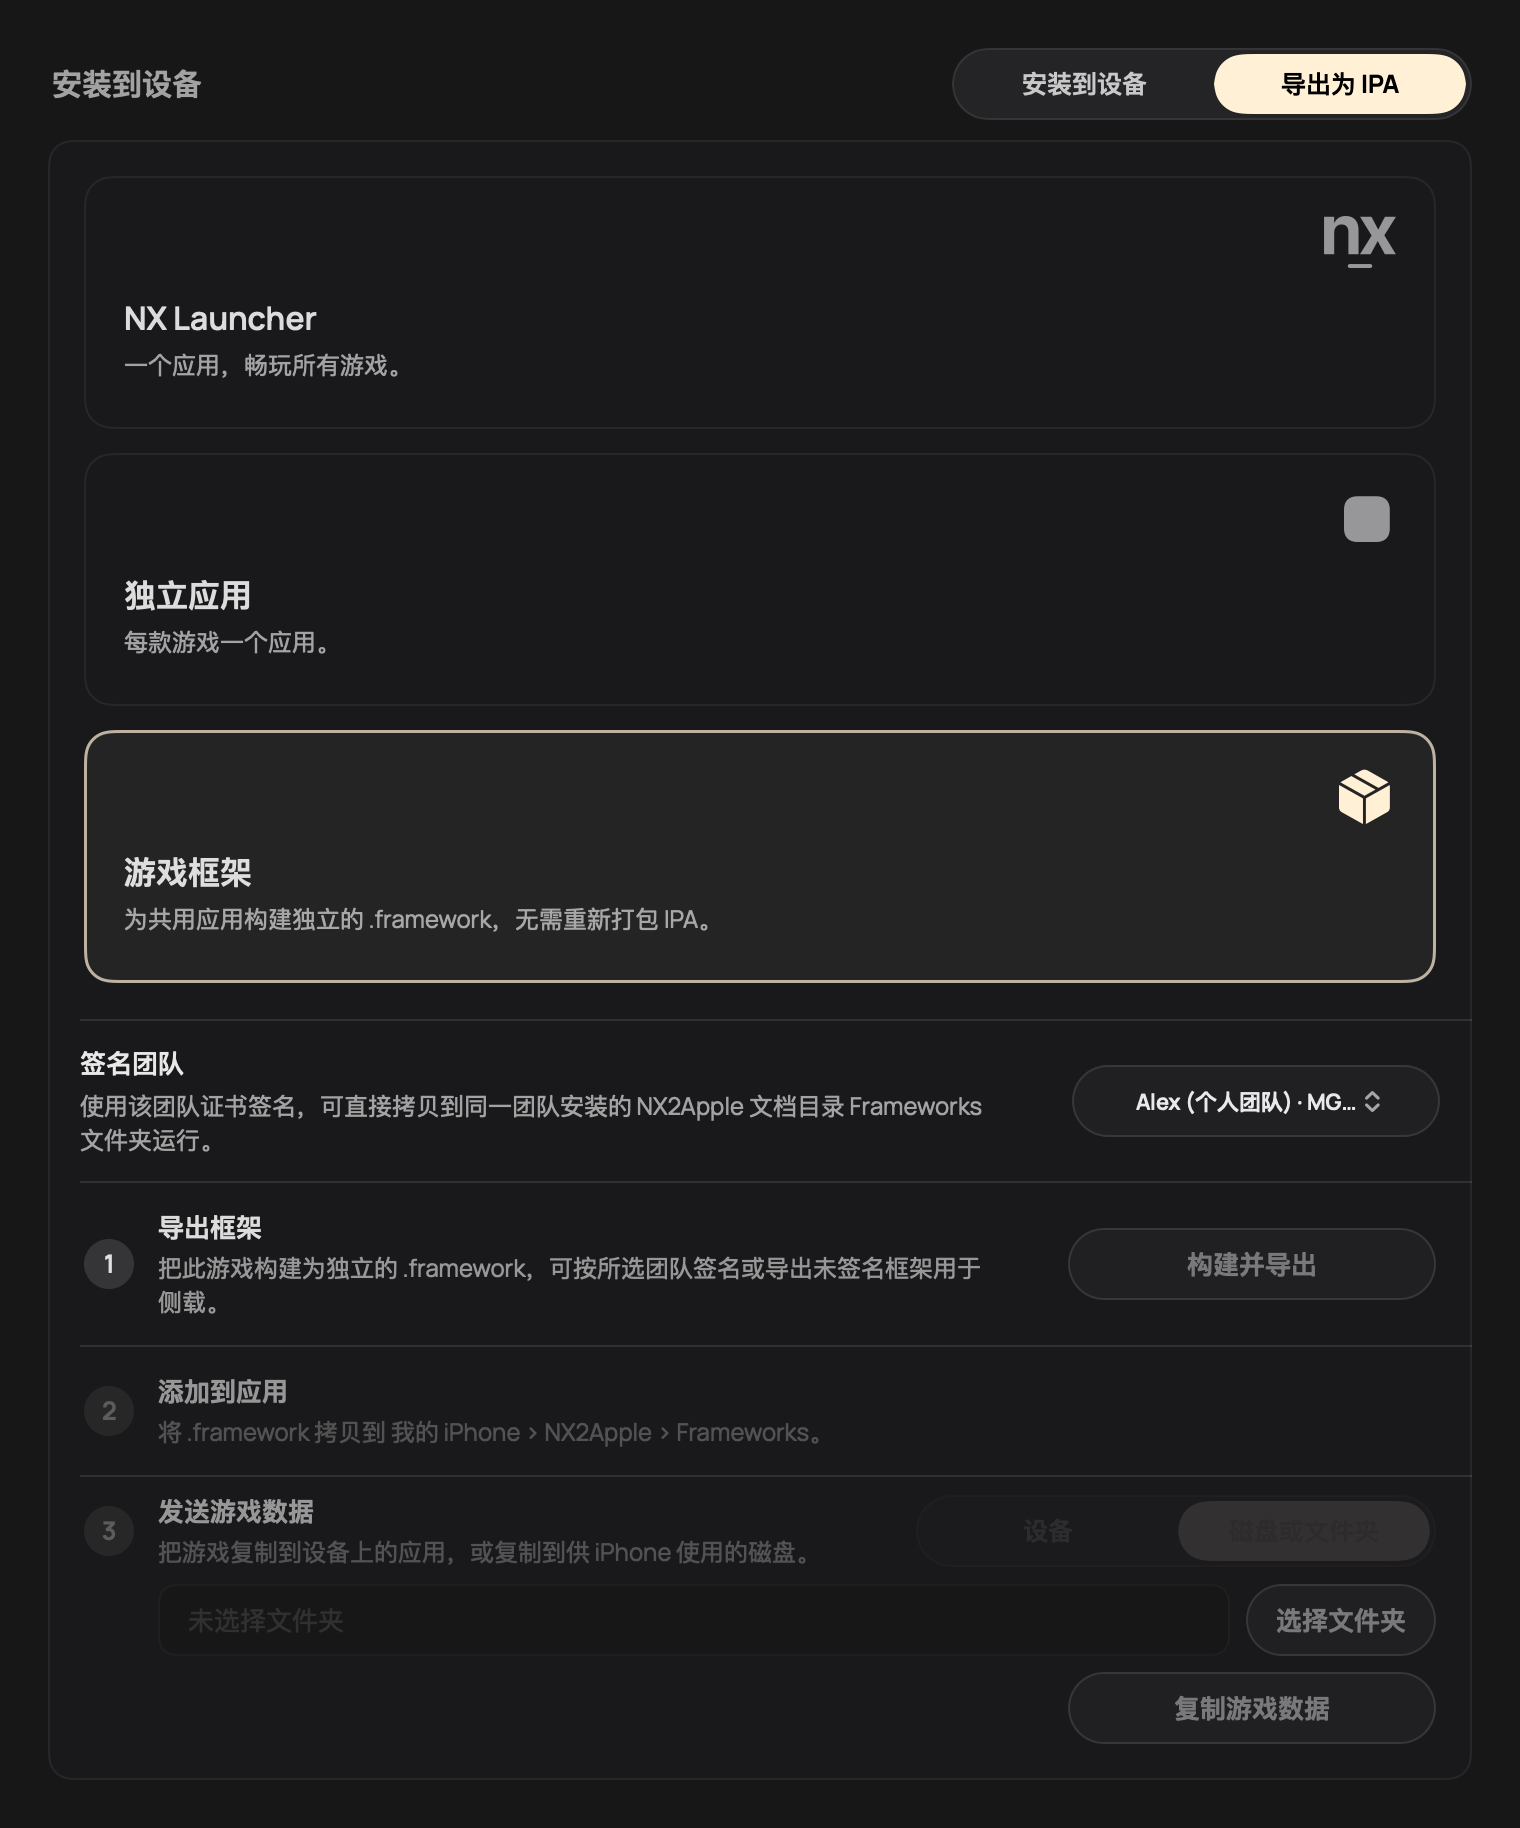 安装到设备
安装到设备
导出为 IPA
nx
NX Launcher
一个应用，畅玩所有游戏。
独立应用
每款游戏一个应用。
游戏框架
为共用应用构建独立的 .framework，无需重新打包 IPA。
签名团队
使用该团队证书签名，可直接拷贝到同一团队安装的 NX2Apple 文档目录 Frameworks
文件夹运行。
Alex (个人团队) · MG...
1
导出框架
把此游戏构建为独立的 .framework，可按所选团队签名或导出未签名框架用于
侧载。
构建并导出
2
添加到应用
将 .framework 拷贝到 我的 iPhone › NX2Apple › Frameworks。
3
发送游戏数据
把游戏复制到设备上的应用，或复制到供 iPhone 使用的磁盘。
设备
磁盘或文件夹
未选择文件夹
选择文件夹
复制游戏数据